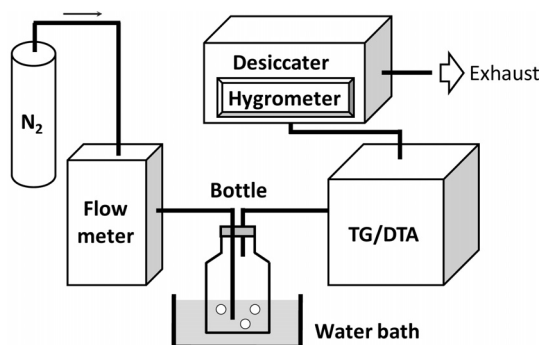 N2
Desiccater
Hygrometer
Exhaust
Flow
meter
Bottle
TG/DTA
Water bath